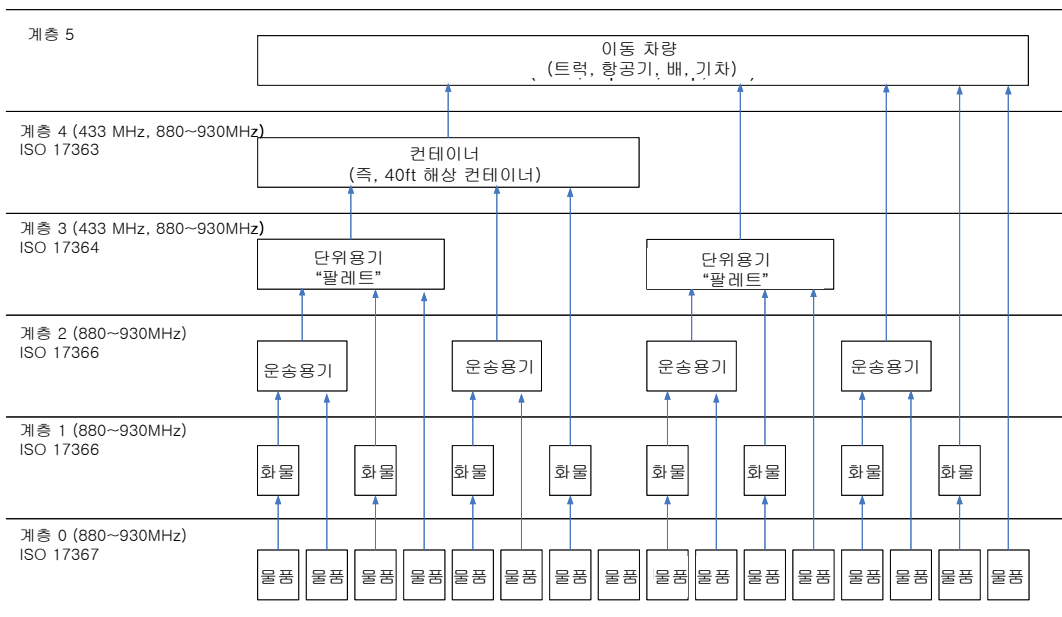 계층 5
이동 차량
(트럭, 항공기, 배, 기차)
계층 4 (433 MHz, 880~930MHz)
ISO 17363
컨테이너
(즉, 40ft 해상 컨테이너)
계층 3 (433 MHz, 880~930MHz)
ISO 17364
단위용기
“팔레트”
단위용기
“팔레트”
계층 2 (880~930MHz)
ISO 17366
운송용기 운송용기 운송용기 운송용기
계층 1 (880~930MHz)
ISO 17366
화물 화물 화물 화물 화물 화물 화물 화물
계층 0 (880~930MHz)
ISO 17367
물품 물품 물품 물품 물품 물품 물품 물품 물품 물품 물품 물품 물품 물품 물품 물품